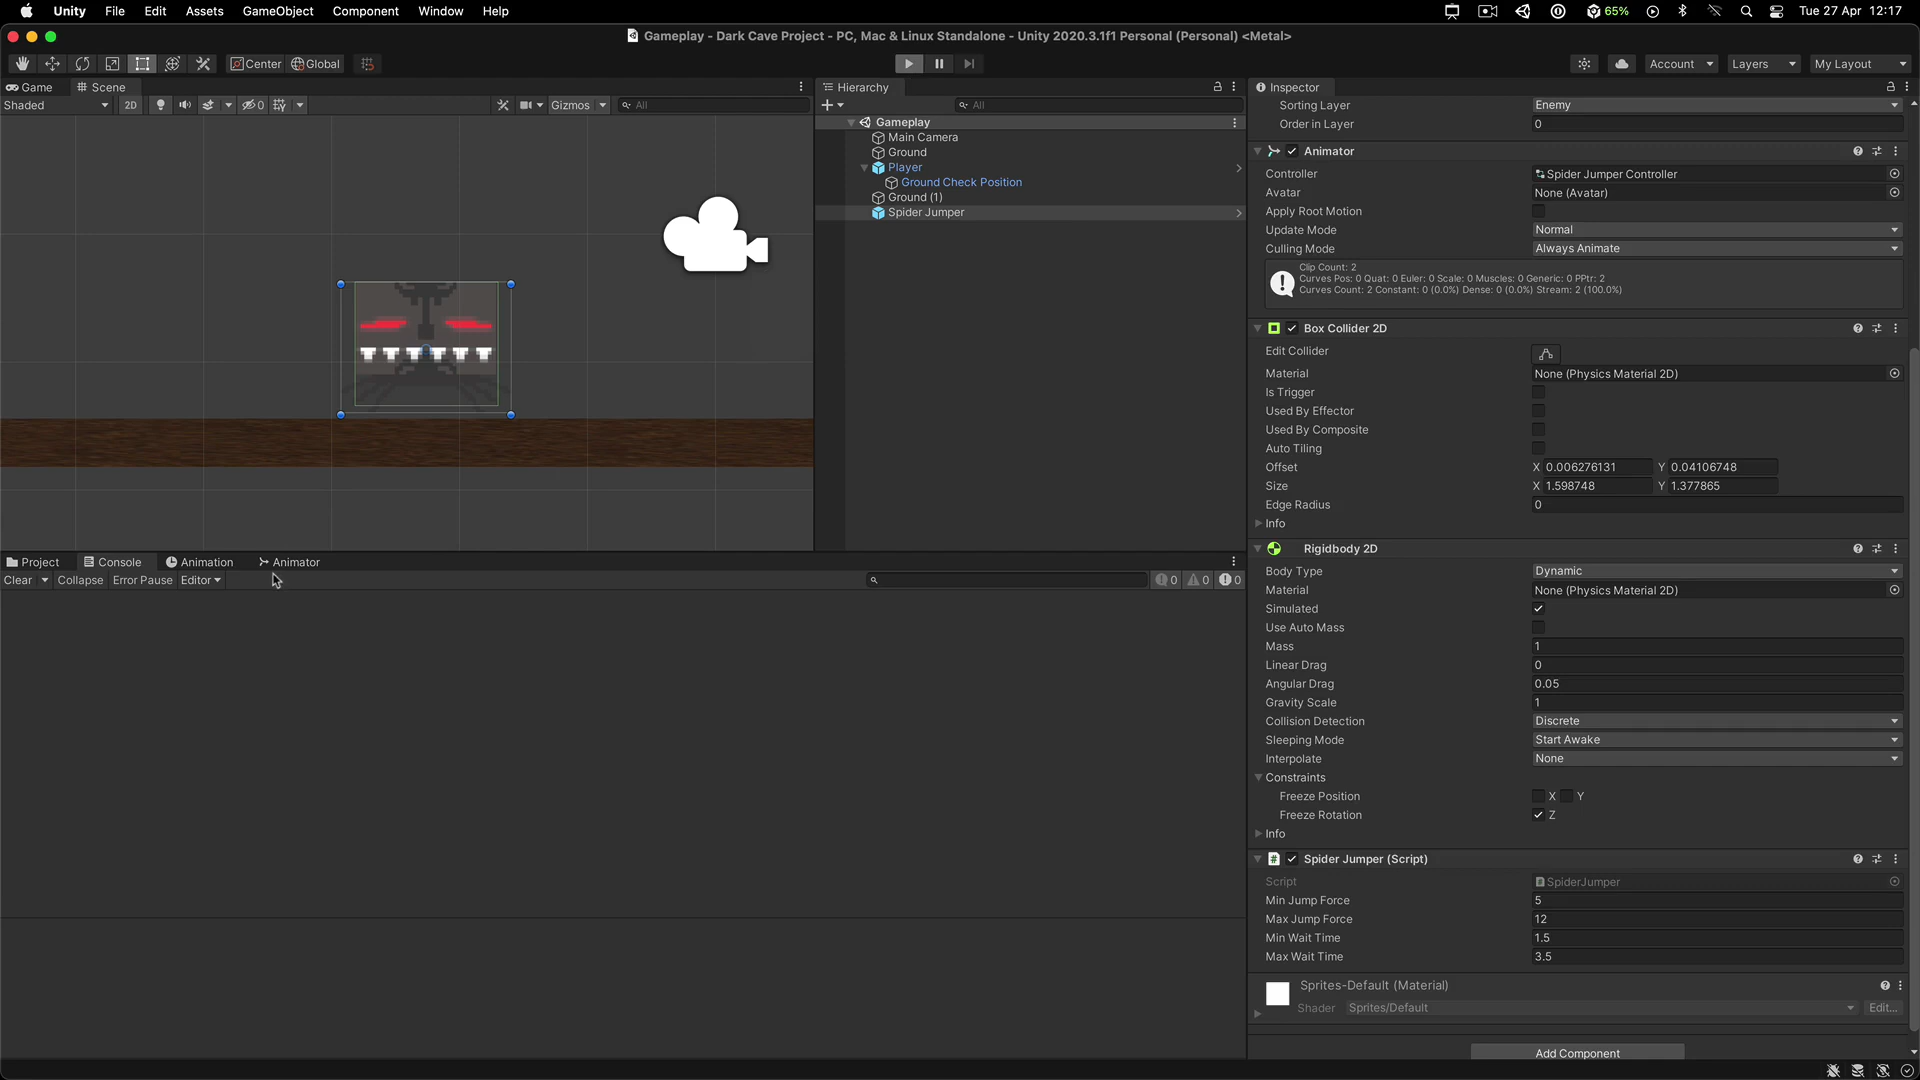 Unity File Edit Assets GameObject Component Window Help 65% Tue 27 Apr 12:17
Gameplay - Dark Cave Project - PC, Mac & Linux Standalone - Unity 2020.3.1f1 Personal (Personal) <Metal>
Center Global Account Layers My Layout
Game Scene
Shaded 2D 0 Gizmos All
Hierarchy
All
Gameplay
Main Camera
Ground
Player
Ground Check Position
Ground (1)
Spider Jumper
Project Console Animation Animator
Clear Collapse Error Pause Editor 0 0 0
Inspector
Sorting Layer Enemy
Order in Layer 0
Animator
Controller Spider Jumper Controller
Avatar None (Avatar)
Apply Root Motion
Update Mode Normal
Culling Mode Always Animate
Clip Count: 2
Curves Pos: 0 Quat: 0 Euler: 0 Scale: 0 Muscles: 0 Generic: 0 PPtr: 2
Curves Count: 2 Constant: 0 (0.0%) Dense: 0 (0.0%) Stream: 2 (100.0%)
Box Collider 2D
Edit Collider
Material None (Physics Material 2D)
Is Trigger
Used By Effector
Used By Composite
Auto Tiling
Offset X 0.006276131 Y 0.04106748
Size X 1.598748 Y 1.377865
Edge Radius 0
Info
Rigidbody 2D
Body Type Dynamic
Material None (Physics Material 2D)
Simulated
Use Auto Mass
Mass 1
Linear Drag 0
Angular Drag 0.05
Gravity Scale 1
Collision Detection Discrete
Sleeping Mode Start Awake
Interpolate None
Constraints
Freeze Position X Y
Freeze Rotation Z
Info
Spider Jumper (Script)
Script SpiderJumper
Min Jump Force 5
Max Jump Force 12
Min Wait Time 1.5
Max Wait Time 3.5
Sprites-Default (Material)
Shader Sprites/Default Edit...
Add Component